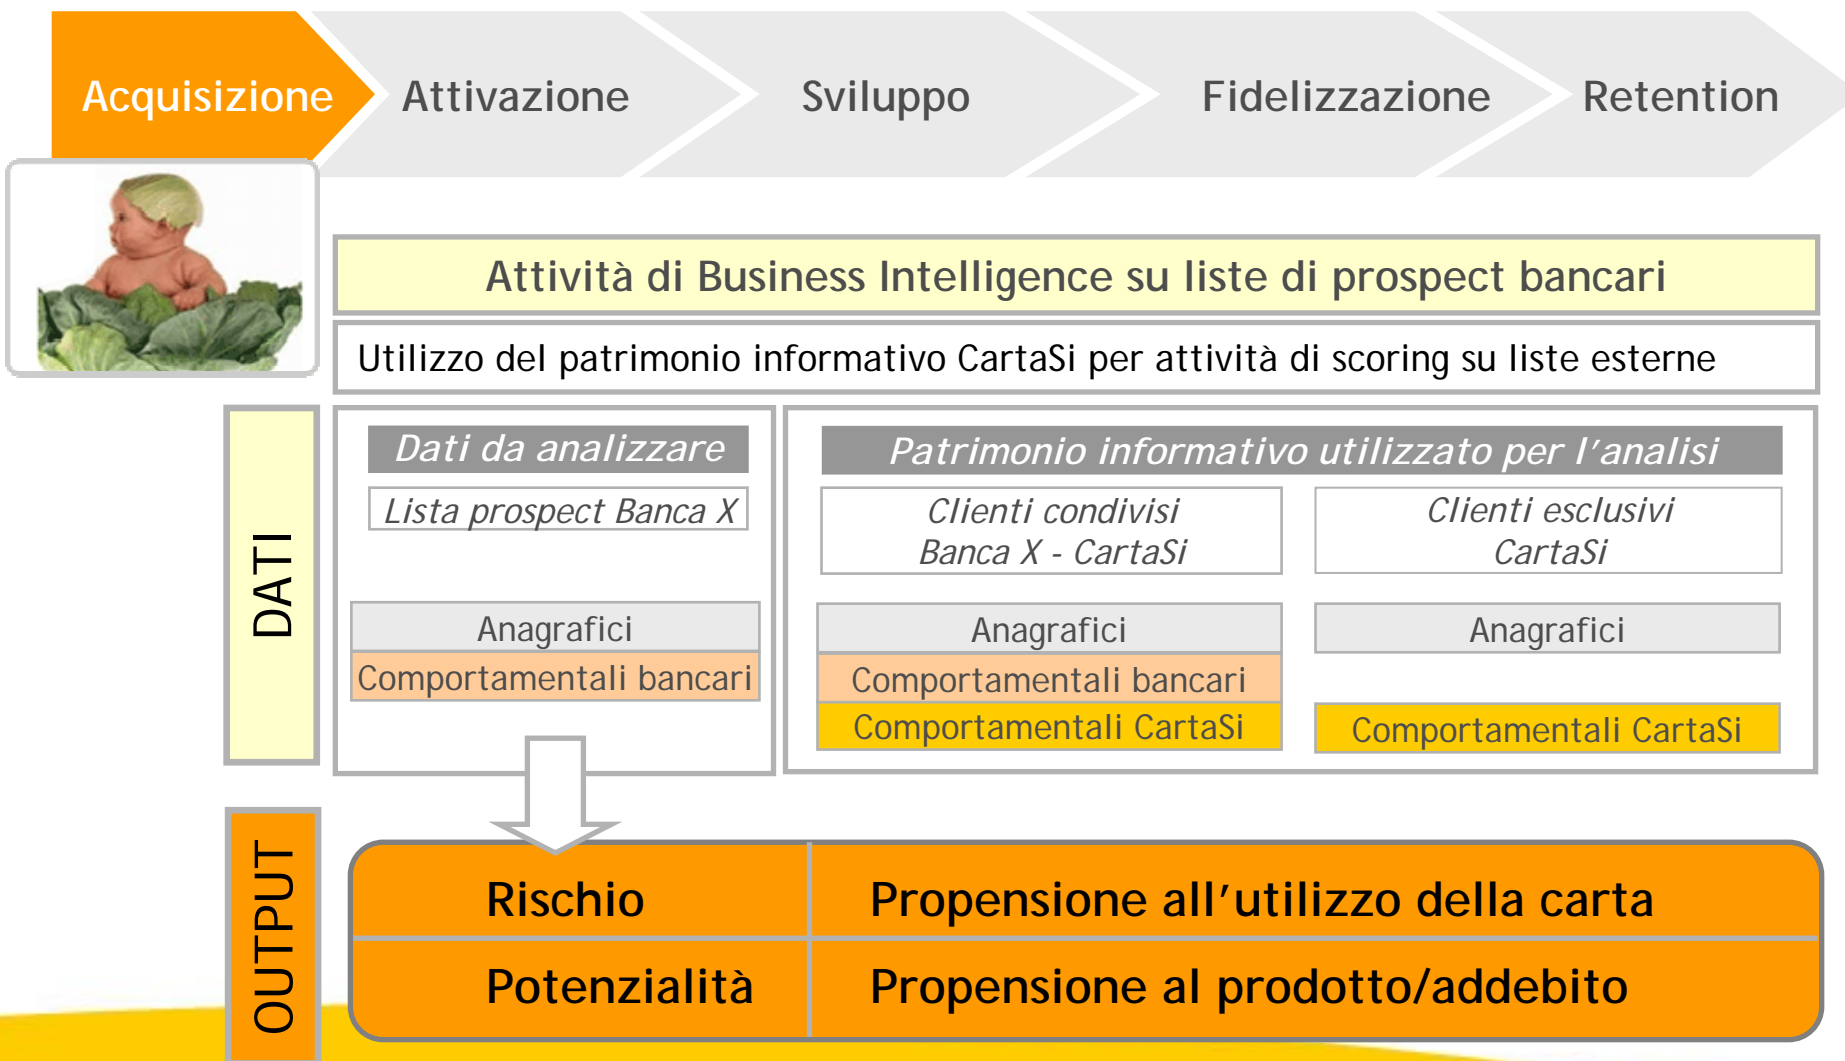 Acquisizione
Attivazione
Sviluppo
Fidelizzazione
Retention
Attività di Business Intelligence su liste di prospect bancari
Utilizzo del patrimonio informativo CartaSi per attività di scoring su liste esterne
DATI
Dati da analizzare
Lista prospect Banca X
Anagrafici
Comportamentali bancari
Patrimonio informativo utilizzato per l'analisi
Clienti condivisi
Banca X - CartaSi
Anagrafici
Comportamentali bancari
Comportamentali CartaSi
Clienti esclusivi
CartaSi
Anagrafici
Comportamentali CartaSi
OUTPUT
Rischio
Propensione all'utilizzo della carta
Potenzialità
Propensione al prodotto/addebito